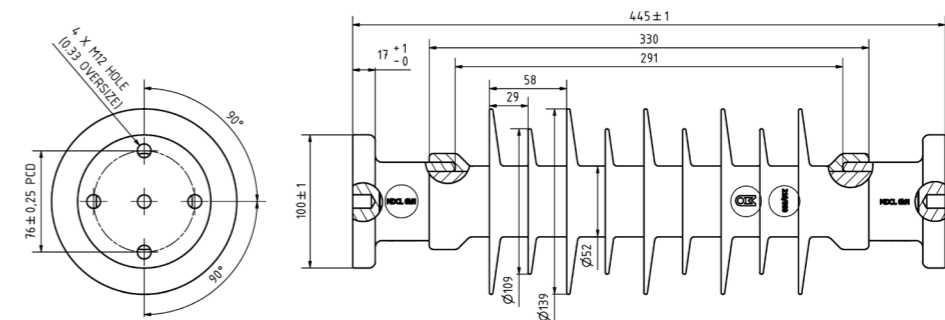 4 X M12 HOLE
(0.33 OVERSIZE)
90°
90°
76±0,25 PCD
445±1
330
291
17 +1
-0
58
29
100±1
Ø109
Ø139
Ø52